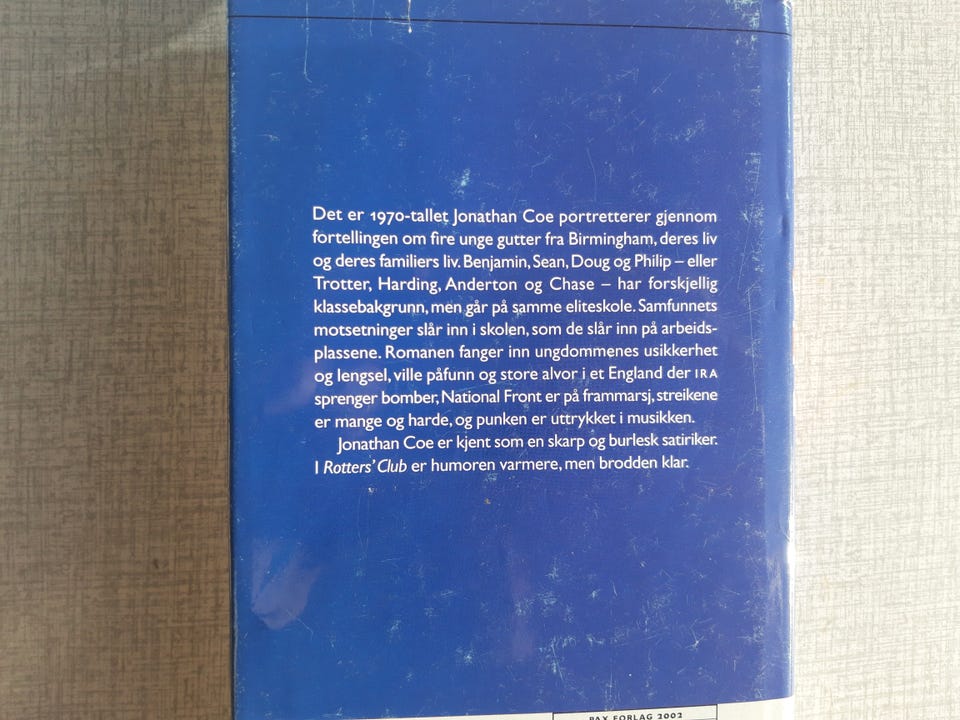 Det er 1970-tallet Jonathan Coe portretterer gjennom
fortellingen om fire unge gutter fra Birmingham, deres liv
og deres familiers liv. Benjamin, Sean, Doug og Philip – eller
Trotter, Harding, Anderton og Chase – har forskjellig
klassebakgrunn, men går på samme eliteskole. Samfunnets
motsetninger slår inn i skolen, som de slår inn på arbeids-
plassene. Romanen fanger inn ungdommenes usikkerhet
og lengsel, ville påfunn og store alvor i et England der IRA
sprenger bomber, National Front er på frammarsj, streikene
er mange og harde, og punken er uttrykket i musikken.
Jonathan Coe er kjent som en skarp og burlesk satiriker.
I Rotters' Club er humoren varmere, men brodden klar.
PAX FORLAG 2002